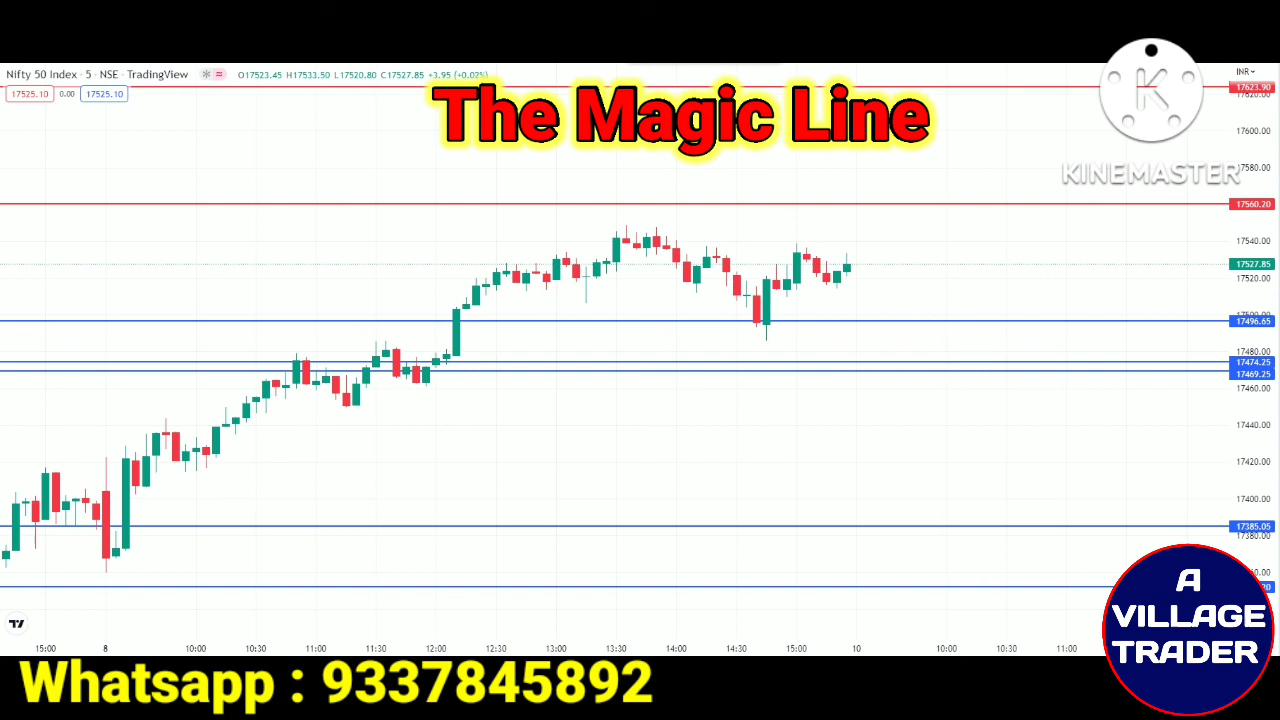 Nifty 50 Index · 5 · NSE · TradingView
O17523.45 H17533.50 L17520.80 C17527.85 +3.95 (+0.02%)
17525.10 0.00 17525.10
The Magic Line
K
KINEMASTER
INR
17623.90
17620.00
17600.00
17580.00
17560.20
17540.00
17527.85
17520.00
17500.00
17496.65
17480.00
17474.25
17469.25
17460.00
17440.00
17420.00
17400.00
17385.05
17380.00
15:00 8 10:00 10:30 11:00 11:30 12:00 12:30 13:00 13:30 14:00 14:30 15:00 10 10:00 10:30 11:00
A
VILLAGE
TRADER
Whatsapp : 9337845892